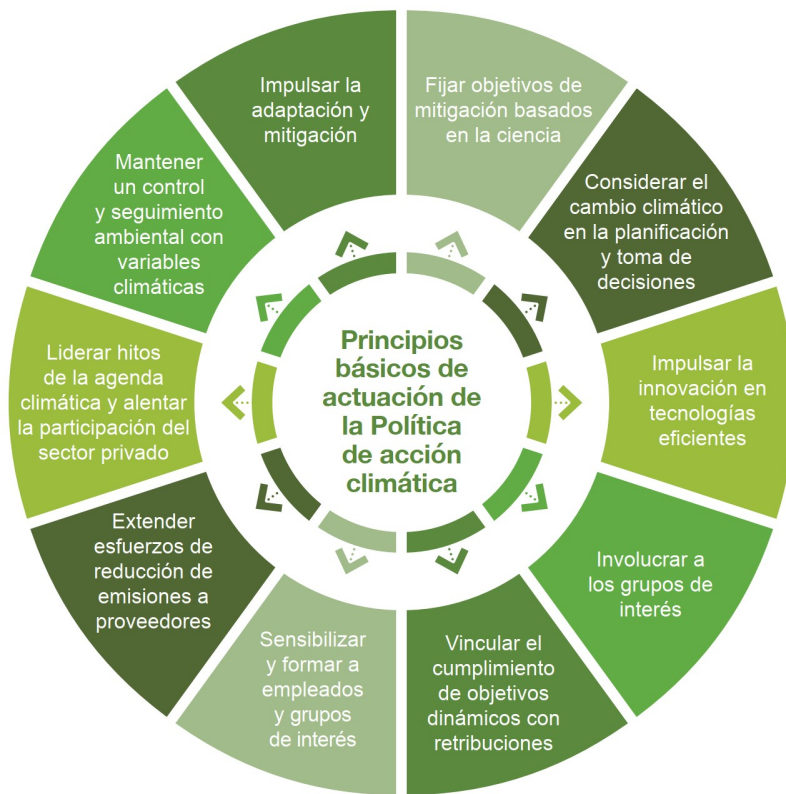 Principios
básicos de
actuación de
la Política
de acción
climática
Fijar objetivos de
mitigación basados
en la ciencia
Considerar el
cambio climático
en la planificación
y toma de
decisiones
Impulsar la
innovación en
tecnologías
eficientes
Involucrar a
los grupos de
interés
Vincular el
cumplimiento
de objetivos
dinámicos con
retribuciones
Sensibilizar
y formar a
empleados
y grupos
de interés
Extender
esfuerzos de
reducción de
emisiones a
proveedores
Liderar hitos
de la agenda
climática y alentar
la participación del
sector privado
Mantener
un control
y seguimiento
ambiental con
variables
climáticas
Impulsar la
adaptación y
mitigación